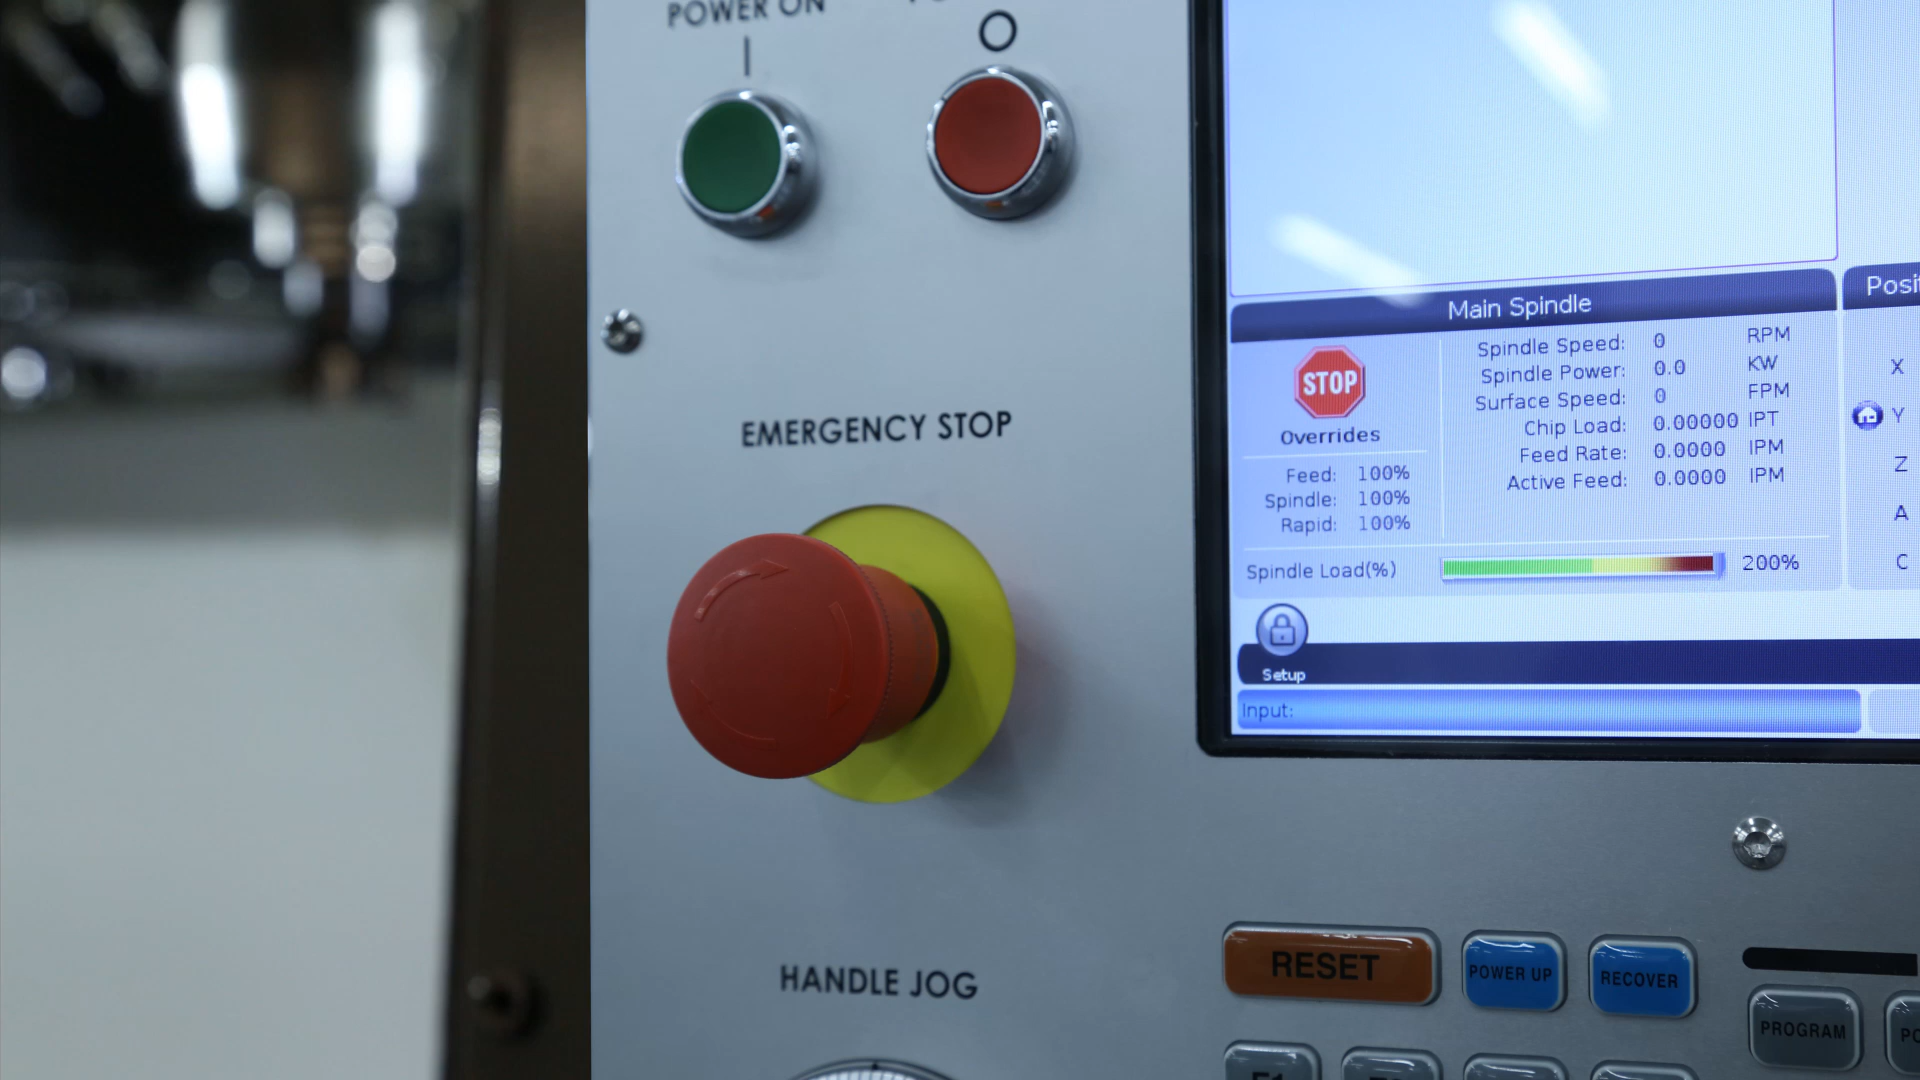 POWER ON
O
Main Spindle
STOP
Overrides
Feed: 100%
Spindle: 100%
Rapid: 100%
Spindle Speed: 0 RPM
Spindle Power: 0.0 KW
Surface Speed: 0 FPM
Chip Load: 0.00000 IPT
Feed Rate: 0.0000 IPM
Active Feed: 0.0000 IPM
Spindle Load(%) 200%
Posit
X
Y
Z
A
C
Setup
Input:
EMERGENCY STOP
HANDLE JOG
RESET
POWER UP
RECOVER
PROGRAM